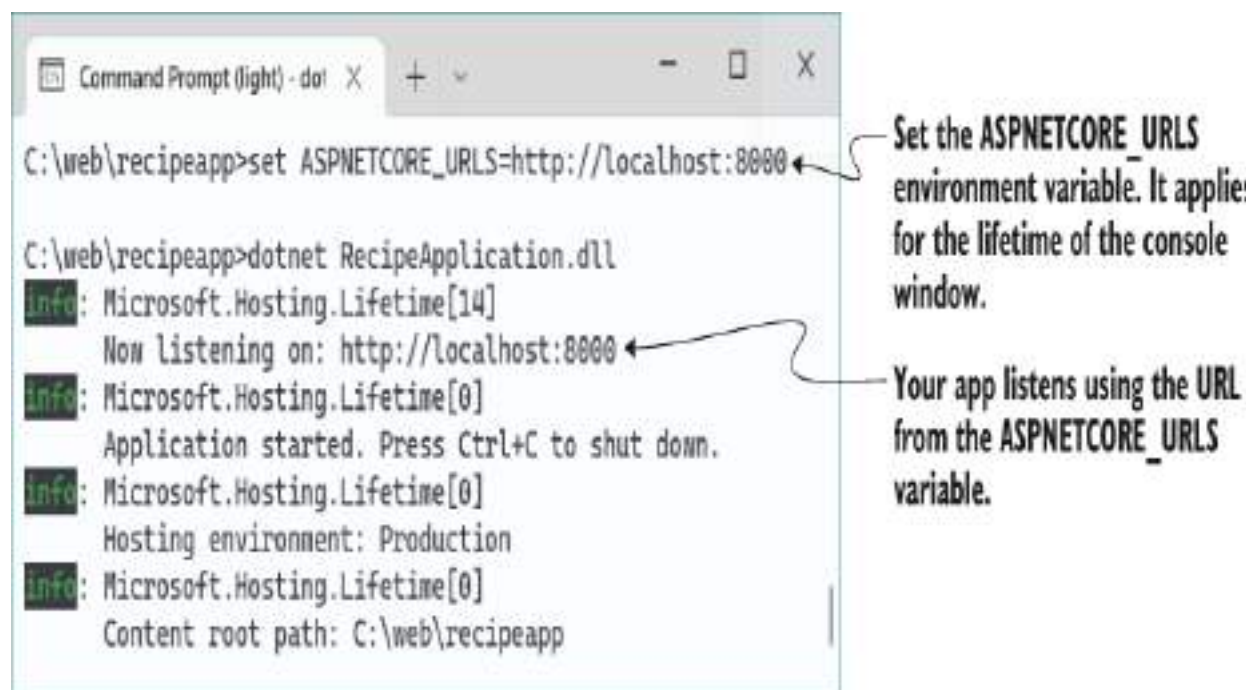 Command Prompt (light) - dot
C:\web\recipeapp>set ASPNETCORE_URLS=http://localhost:8000
C:\web\recipeapp>dotnet RecipeApplication.dll
info: Microsoft.Hosting.Lifetime[14]
Now listening on: http://localhost:8000
info: Microsoft.Hosting.Lifetime[0]
Application started. Press Ctrl+C to shut down.
info: Microsoft.Hosting.Lifetime[0]
Hosting environment: Production
info: Microsoft.Hosting.Lifetime[0]
Content root path: C:\web\recipeapp
Set the ASPNETCORE_URLS
environment variable. It applies
for the lifetime of the console
window.
Your app listens using the URL
from the ASPNETCORE_URLS
variable.